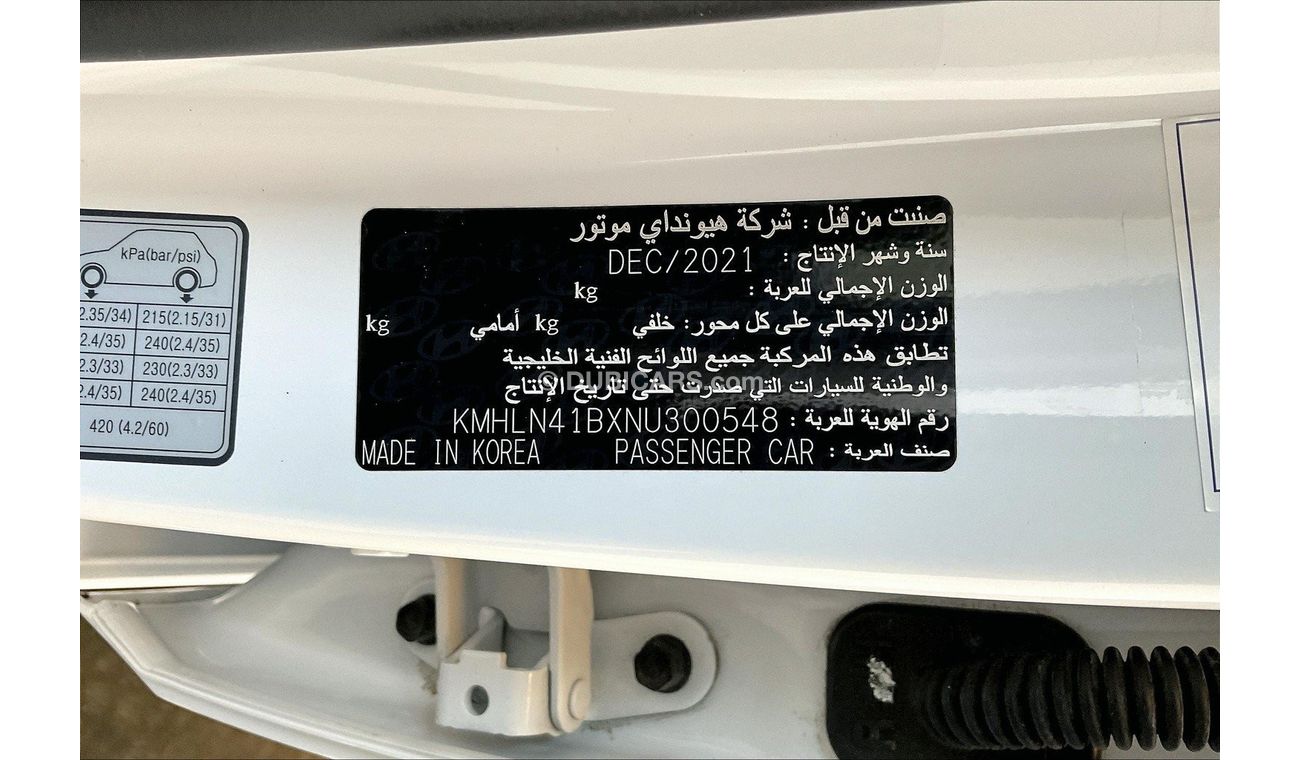 kPa(bar/psi)
2.35/34) 215(2.15/31)
2.4/35) 240(2.4/35)
2.3/33) 230(2.3/33)
2.4/35) 240(2.4/35)
420 (4.2/60)
صنعت من قبل : شركة هيونداي موتور
سنة وشهر الإنتاج : DEC/2021
الوزن الإجمالي للعربة : kg
الوزن الإجمالي على كل محور: خلفي kg أمامي kg
تطابق هذه المركبة جميع اللوائح الفنية الخليجية
والوطنية للسيارات التي صدرت حتى تاريخ الإنتاج
© DUBICARS.com
رقم الهوية للعربة : KMHLN41BXNU300548
صنف العربة : PASSENGER CAR MADE IN KOREA